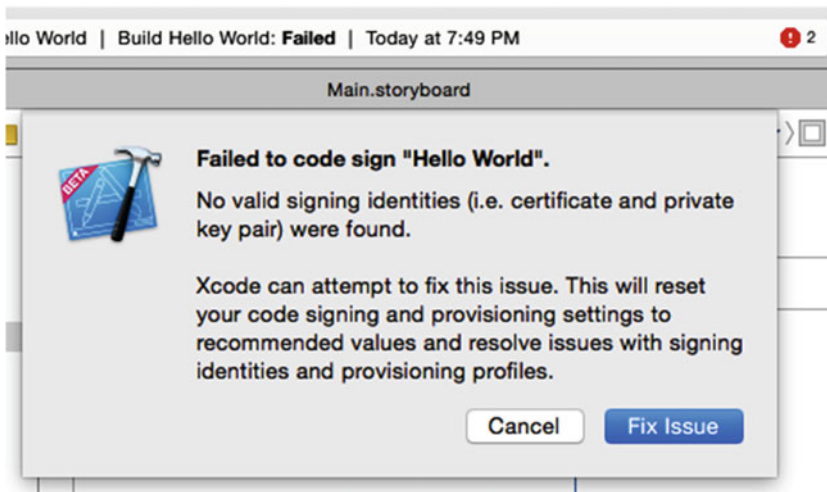 World | Build Hello World: Failed | Today at 7:49 PM 2
Main.storyboard
BETA
Failed to code sign "Hello World".
No valid signing identities (i.e. certificate and private
key pair) were found.
Xcode can attempt to fix this issue. This will reset
your code signing and provisioning settings to
recommended values and resolve issues with signing
identities and provisioning profiles.
Cancel Fix Issue